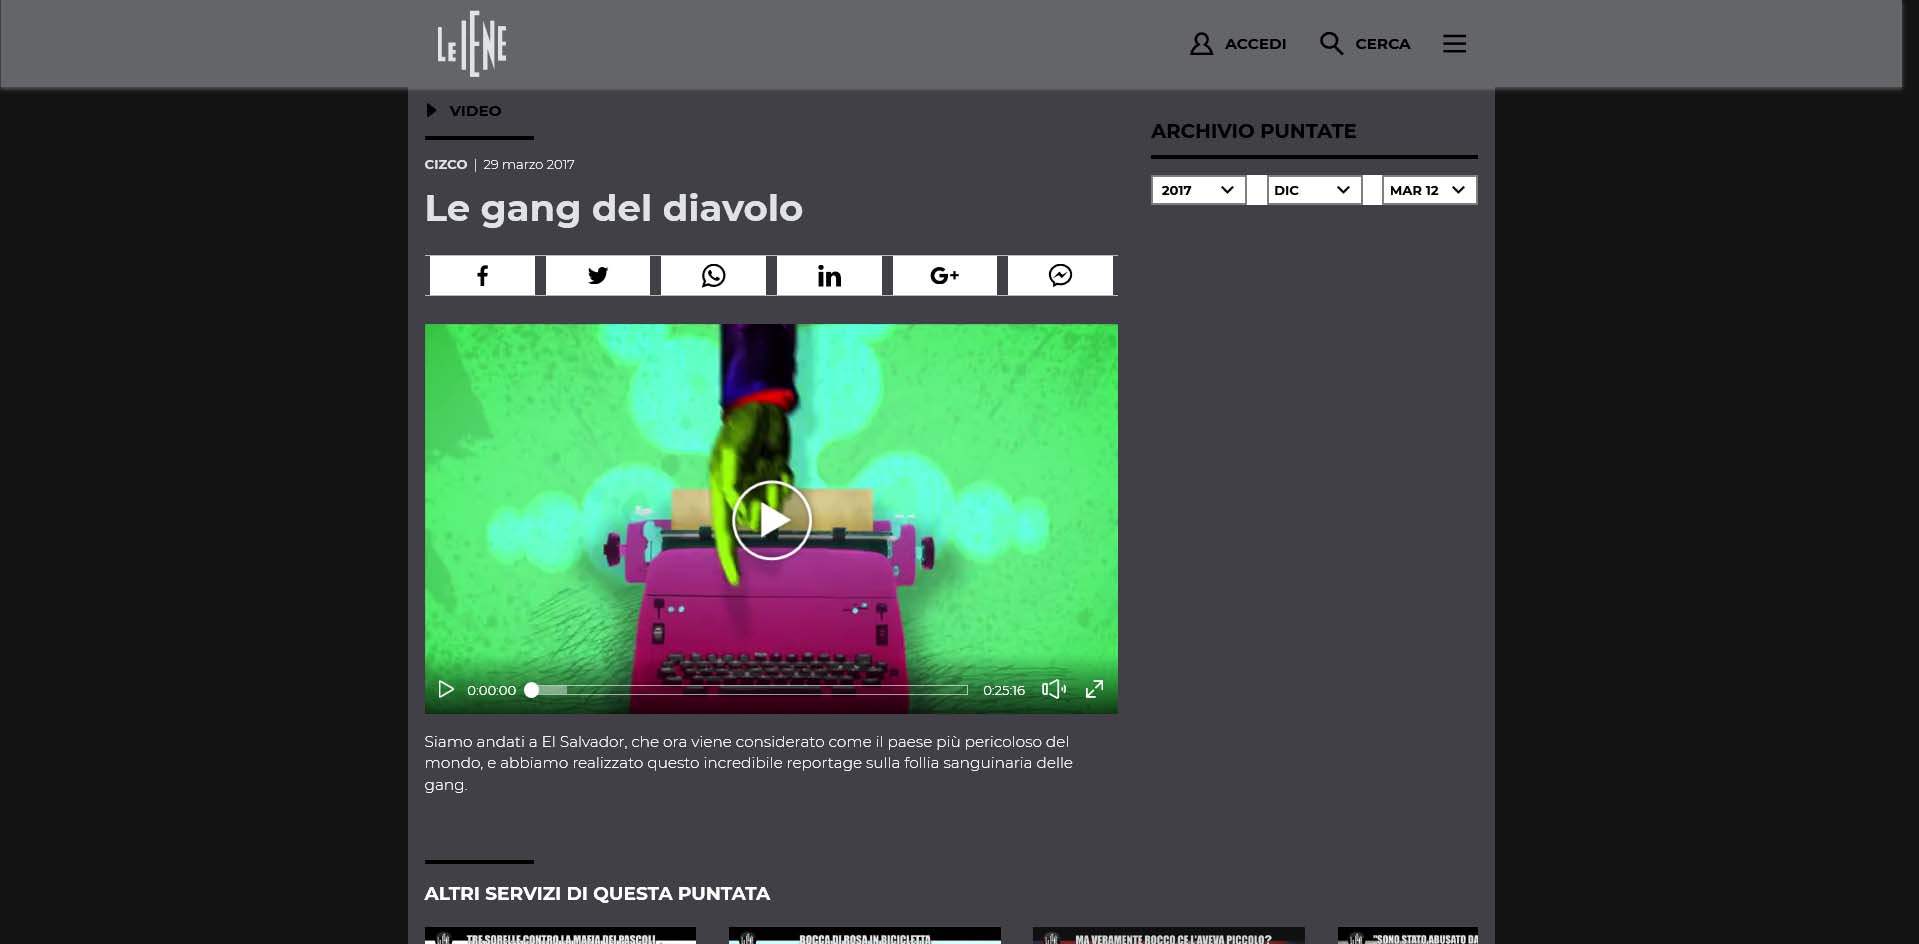 LE IENE
ACCEDI
CERCA
VIDEO
CIZCO | 29 marzo 2017
Le gang del diavolo
ARCHIVIO PUNTATE
2017
DIC
MAR 12
f
in
G+
0:00:00
0:25:16
Siamo andati a El Salvador, che ora viene considerato come il paese più pericoloso del
mondo, e abbiamo realizzato questo incredibile reportage sulla follia sanguinaria delle
gang.
ALTRI SERVIZI DI QUESTA PUNTATA
TRE SORELLE CONTRO LA MAFIA DEI PASCOLI
BOCCA DI ROSA IN BICICLETTA
MA VERAMENTE ROCCO CE L'AVEVA PICCOLO?
"SONO STATO ABUSATO DA